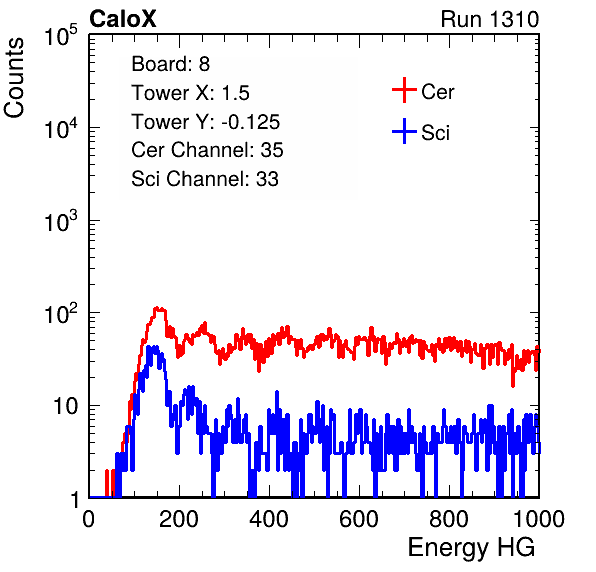 CaloX Run 1310
Counts
10^5
10^4
10^3
10^2
10
1
Board: 8
Tower X: 1.5
Tower Y: -0.125
Cer Channel: 35
Sci Channel: 33
Cer
Sci
0 200 400 600 800 1000
Energy HG